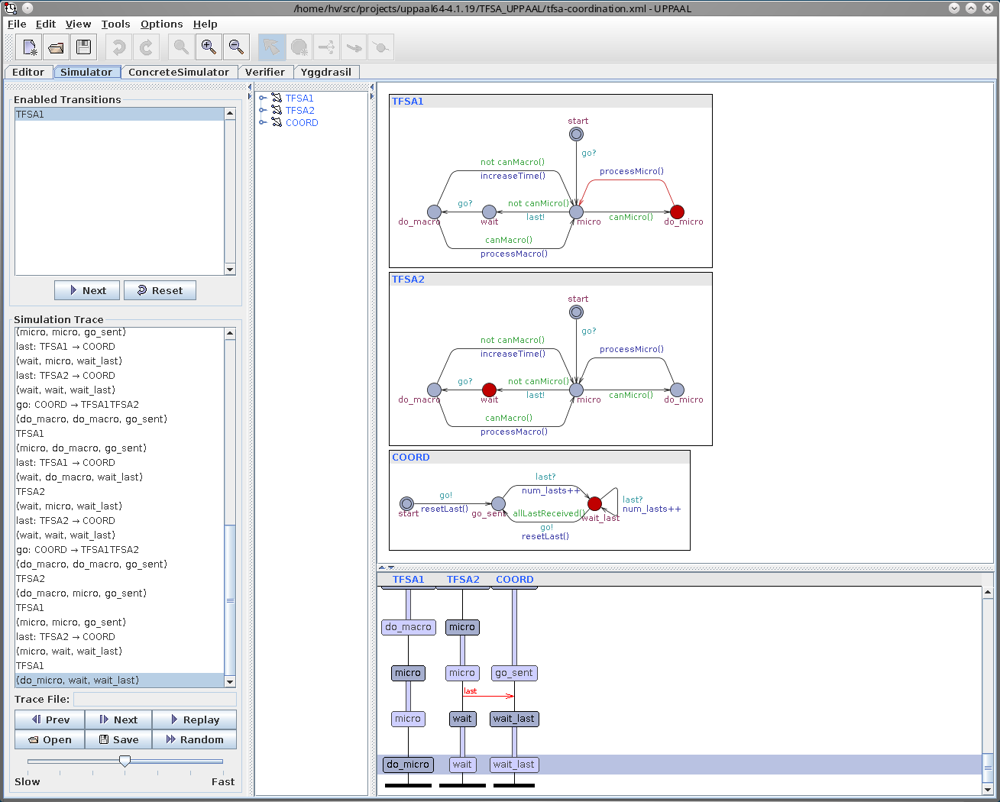 /home/hv/src/projects/uppaal64-4.1.19/TFSA_UPPAAL/tfsa-coordination.xml - UPPAAL
File Edit View Tools Options Help
Editor Simulator ConcreteSimulator Verifier Yggdrasil
Enabled Transitions
TFSA1
Next Reset
Simulation Trace
(micro, micro, go_sent)
last: TFSA1 → COORD
(wait, micro, wait_last)
last: TFSA2 → COORD
(wait, wait, wait_last)
go: COORD → TFSA1TFSA2
(do_macro, do_macro, go_sent)
TFSA1
(micro, do_macro, go_sent)
last: TFSA1 → COORD
(wait, do_macro, wait_last)
TFSA2
(wait, micro, wait_last)
last: TFSA2 → COORD
(wait, wait, wait_last)
go: COORD → TFSA1TFSA2
(do_macro, do_macro, go_sent)
TFSA2
(do_macro, micro, go_sent)
TFSA1
(micro, micro, go_sent)
last: TFSA2 → COORD
(micro, wait, wait_last)
TFSA1
(do_micro, wait, wait_last)
Trace File:
Prev Next Replay
Open Save Random
Slow Fast
TFSA1
TFSA2
COORD
TFSA1
start
go?
not canMacro()
increaseTime()
processMicro()
go?
not canMicro()
last!
do_macro
wait
micro
canMicro()
do_micro
canMacro()
processMacro()
TFSA2
start
go?
not canMacro()
increaseTime()
processMicro()
go?
not canMicro()
last!
do_macro
wait
micro
canMicro()
do_micro
canMacro()
processMacro()
COORD
last?
num_lasts++
go!
resetLast()
start
go_sent
allLastReceived()
wait_last
last?
num_lasts++
go!
resetLast()
TFSA1 TFSA2 COORD
do_macro micro
micro micro go_sent
last
micro wait wait_last
do_micro wait wait_last